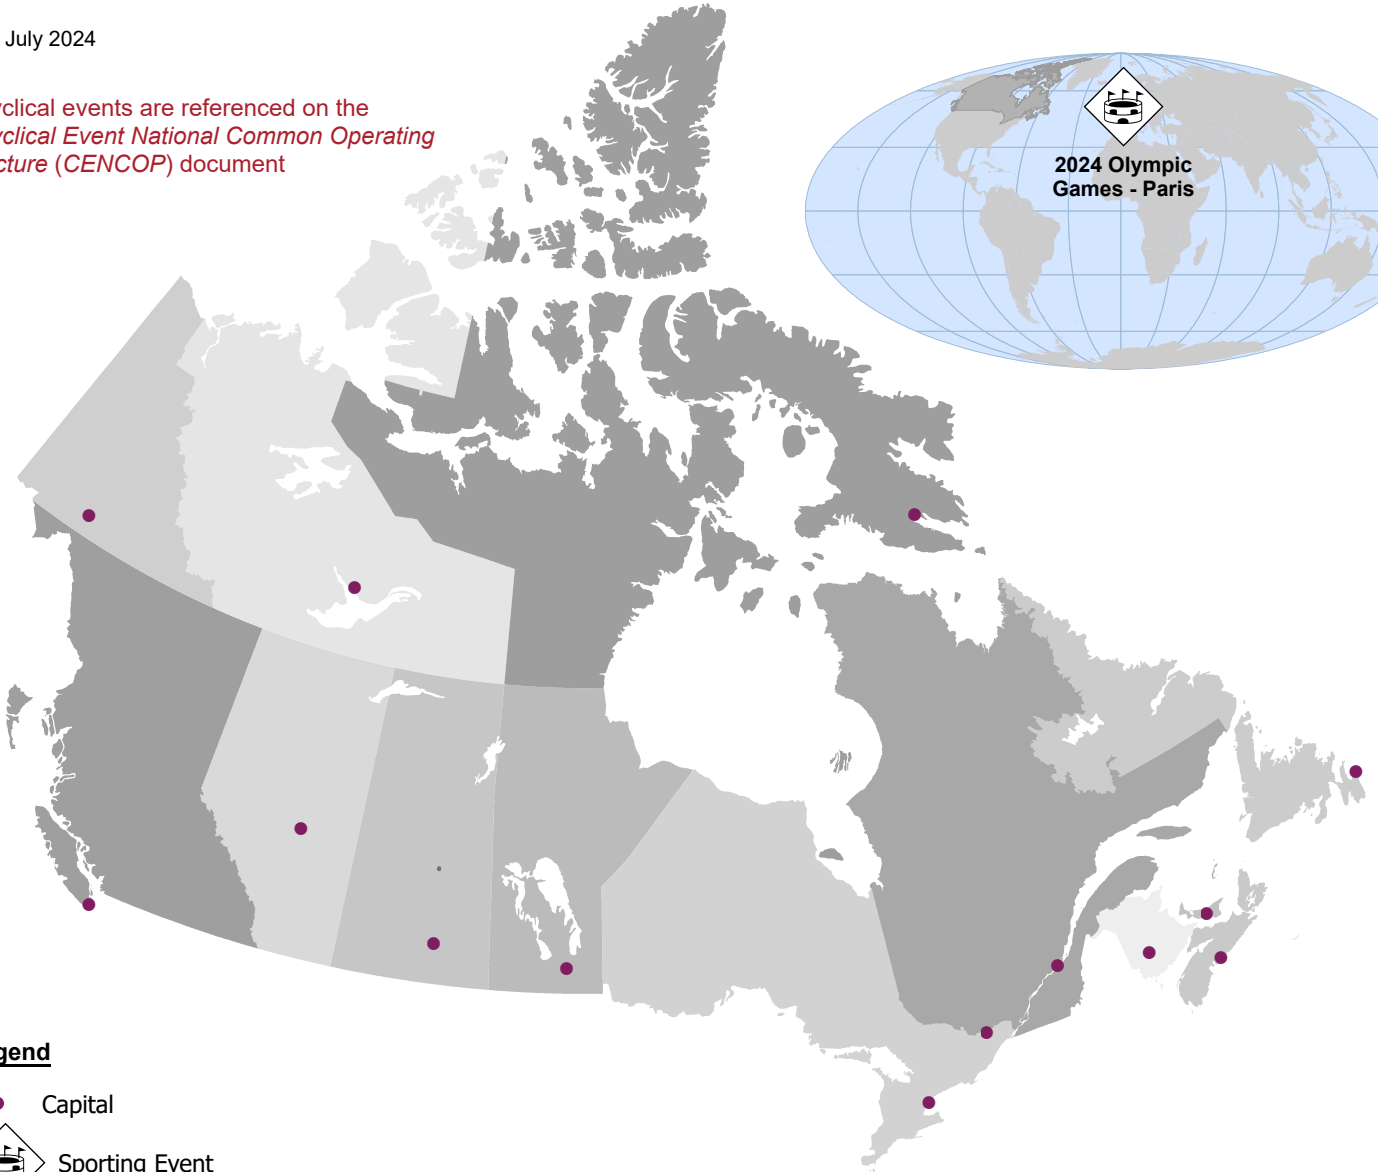 July 2024
yclical events are referenced on the
yclical Event National Common Operating
cture (CENCOP) document
2024 Olympic
Games - Paris
gend
Capital
Sporting Event